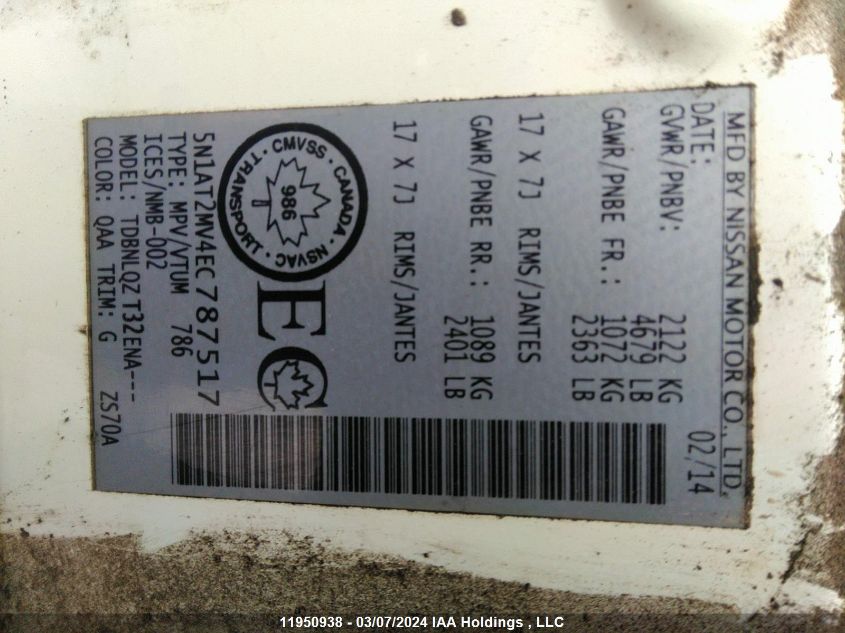 MFD BY NISSAN MOTOR CO., LTD.
DATE: 02/14
GVWR/PNBV: 2122 KG
4679 LB
GAWR/PNBE FR.: 1072 KG
2363 LB
17 X 7J RIMS/JANTES
GAWR/PNBE RR.: 1089 KG
2401 LB
17 X 7J RIMS/JANTES
CMVSS · CANADA · NSVAC · TRANSPORT ·
986
EC
5N1AT2MV4EC787517
TYPE: MPV/VTUM 786
ICES/NMB-002
MODEL: TDBNLQZ T32ENA---
COLOR: QAA TRIM: G ZS70A
11950938 - 03/07/2024 IAA Holdings , LLC